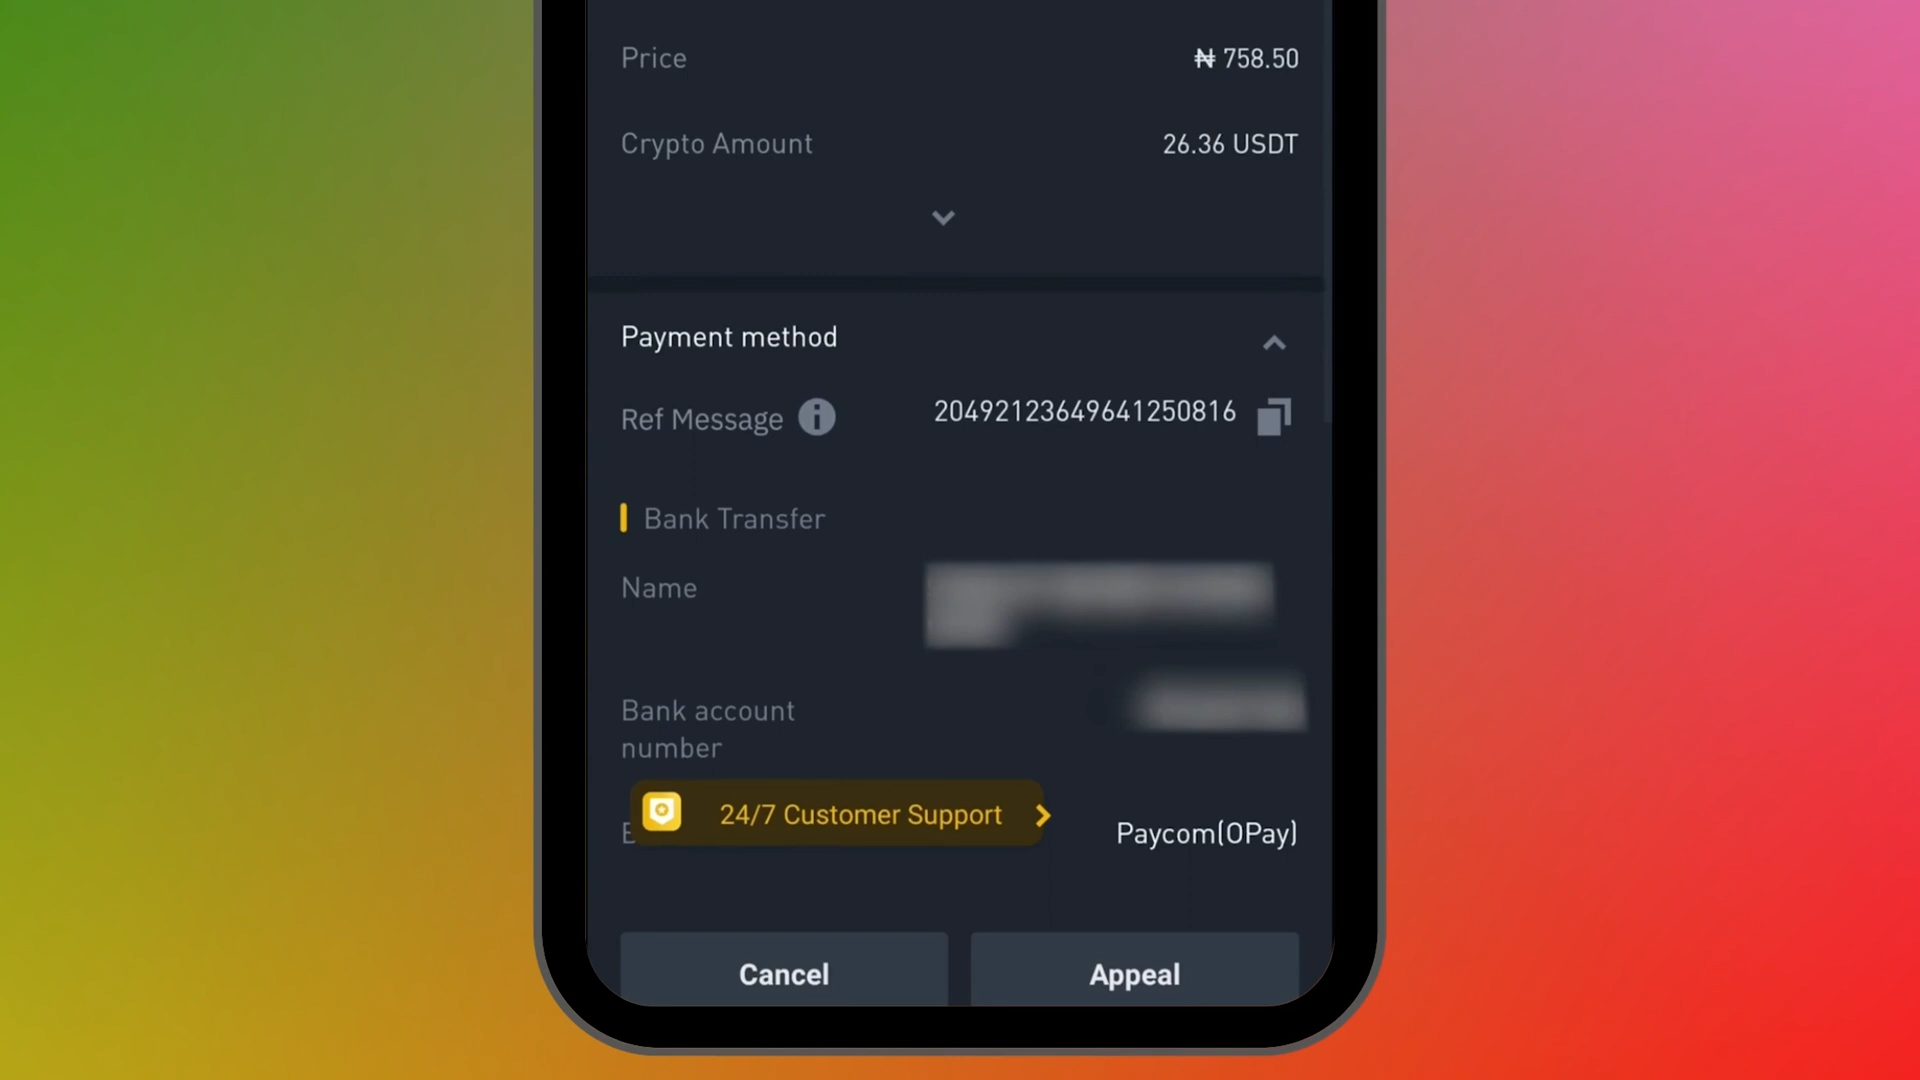 Price ₦ 758.50
Crypto Amount 26.36 USDT
Payment method
Ref Message 20492123649641250816
Bank Transfer
Name
Bank account
number
24/7 Customer Support
Paycom(OPay)
Cancel Appeal